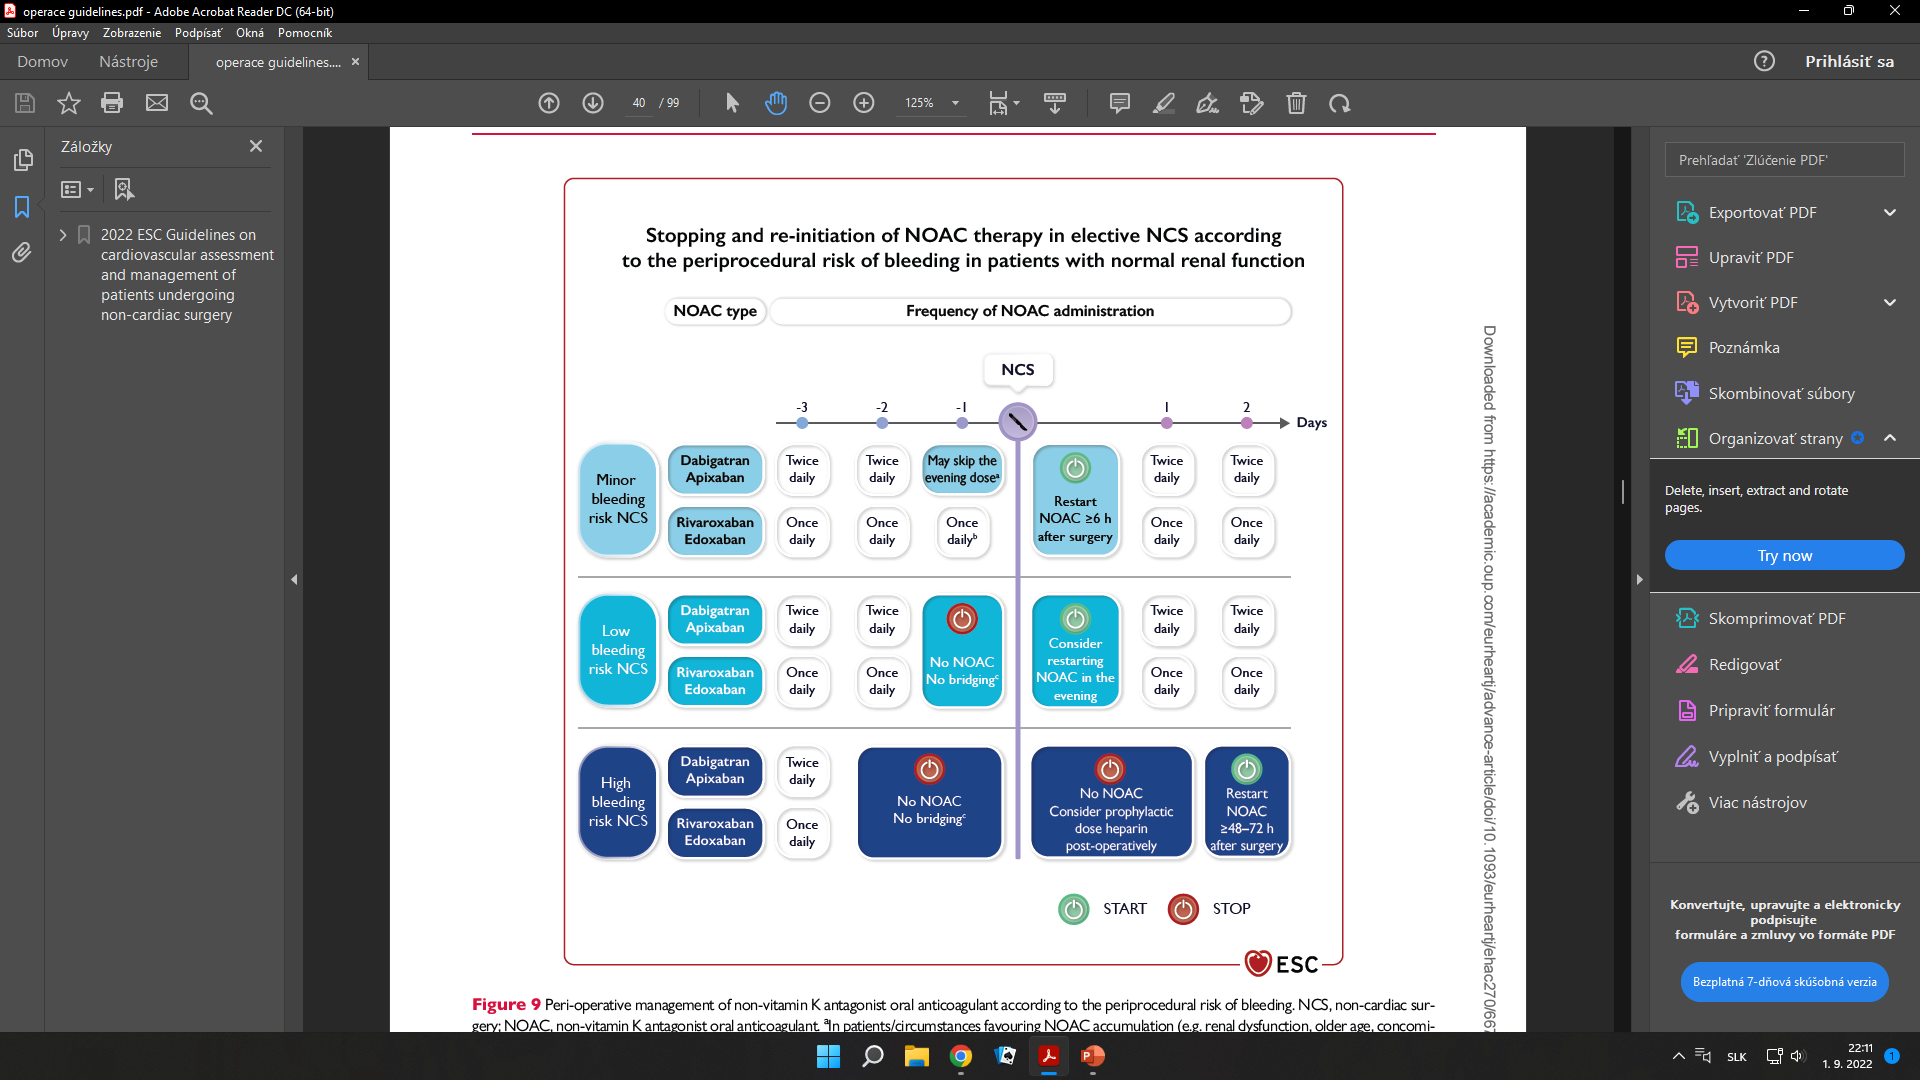 operace guidelines.pdf - Adobe Acrobat Reader DC (64-bit)
Súbor Úpravy Zobrazenie Podpísať Okná Pomocník
Domov Nástroje operace guidelines....
Prihlásiť sa
40 / 99
125%
Záložky
2022 ESC Guidelines on
cardiovascular assessment
and management of
patients undergoing
non-cardiac surgery
Stopping and re-initiation of NOAC therapy in elective NCS according
to the periprocedural risk of bleeding in patients with normal renal function
NOAC type
Frequency of NOAC administration
NCS
-3 -2 -1 1 2
Days
Minor
bleeding
risk NCS
Dabigatran
Apixaban
Twice
daily
Twice
daily
May skip the
evening doseᵃ
Rivaroxaban
Edoxaban
Once
daily
Once
daily
Once
dailyᵇ
Restart
NOAC ≥6 h
after surgery
Twice
daily
Twice
daily
Once
daily
Once
daily
Low
bleeding
risk NCS
Dabigatran
Apixaban
Twice
daily
Twice
daily
Rivaroxaban
Edoxaban
Once
daily
Once
daily
No NOAC
No bridgingᶜ
Consider
restarting
NOAC in the
evening
Twice
daily
Twice
daily
Once
daily
Once
daily
High
bleeding
risk NCS
Dabigatran
Apixaban
Twice
daily
Rivaroxaban
Edoxaban
Once
daily
No NOAC
No bridgingᶜ
No NOAC
Consider prophylactic
dose heparin
post-operatively
Restart
NOAC
≥48–72 h
after surgery
START
STOP
ESC
Figure 9 Peri-operative management of non-vitamin K antagonist oral anticoagulant according to the periprocedural risk of bleeding. NCS, non-cardiac sur-
gery; NOAC, non-vitamin K antagonist oral anticoagulant. ᵃIn patients/circumstances favouring NOAC accumulation (e.g. renal dysfunction, older age, concomi-
Downloaded from https://academic.oup.com/eurheartj/advance-article/doi/10.1093/eurheartj/ehac270/667
Prehľadať 'Zlúčenie PDF'
Exportovať PDF
Upraviť PDF
Vytvoriť PDF
Poznámka
Skombinovať súbory
Organizovať strany
Delete, insert, extract and rotate
pages.
Try now
Skomprimovať PDF
Redigovať
Pripraviť formulár
Vyplniť a podpísať
Viac nástrojov
Konvertujte, upravujte a elektronicky
podpisujte
formuláre a zmluvy vo formáte PDF
Bezplatná 7-dňová skúšobná verzia
SLK
22:11
1. 9. 2022
1